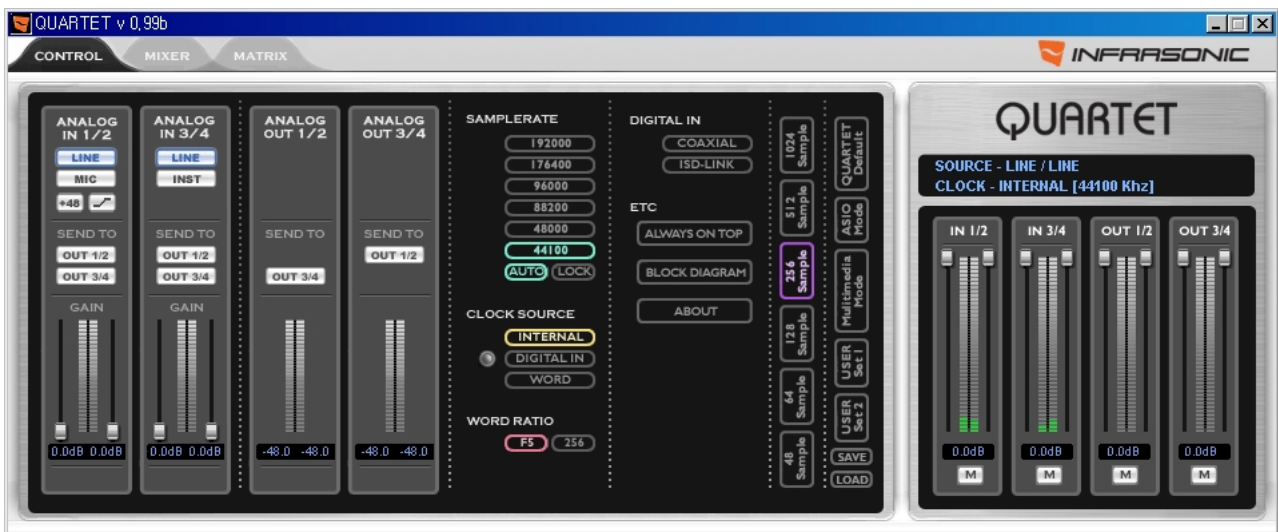 QUARTET v 0,99b
CONTROL
MIXER
MATRIX
INFRASONIC
ANALOG
IN 1/2
LINE
MIC
+48
SEND TO
OUT 1/2
OUT 3/4
GAIN
0.0dB 0.0dB
ANALOG
IN 3/4
LINE
INST
SEND TO
OUT 1/2
OUT 3/4
GAIN
0.0dB 0.0dB
ANALOG
OUT 1/2
SEND TO
OUT 3/4
-48.0 -48.0
ANALOG
OUT 3/4
SEND TO
OUT 1/2
-48.0 -48.0
SAMPLERATE
192000
176400
96000
88200
48000
44100
AUTO
LOCK
CLOCK SOURCE
INTERNAL
DIGITAL IN
WORD
WORD RATIO
FS
256
DIGITAL IN
COAXIAL
ISD-LINK
ETC
ALWAYS ON TOP
BLOCK DIAGRAM
ABOUT
1024
Sample
512
Sample
256
Sample
128
Sample
64
Sample
48
Sample
QUARTET
Default
ASIO
Mode
Mulitimedia
Mode
USER
Set 1
USER
Set 2
SAVE
LOAD
QUARTET
SOURCE - LINE / LINE
CLOCK - INTERNAL [44100 Khz]
IN 1/2
0.0dB
M
IN 3/4
0.0dB
M
OUT 1/2
0.0dB
M
OUT 3/4
0.0dB
M